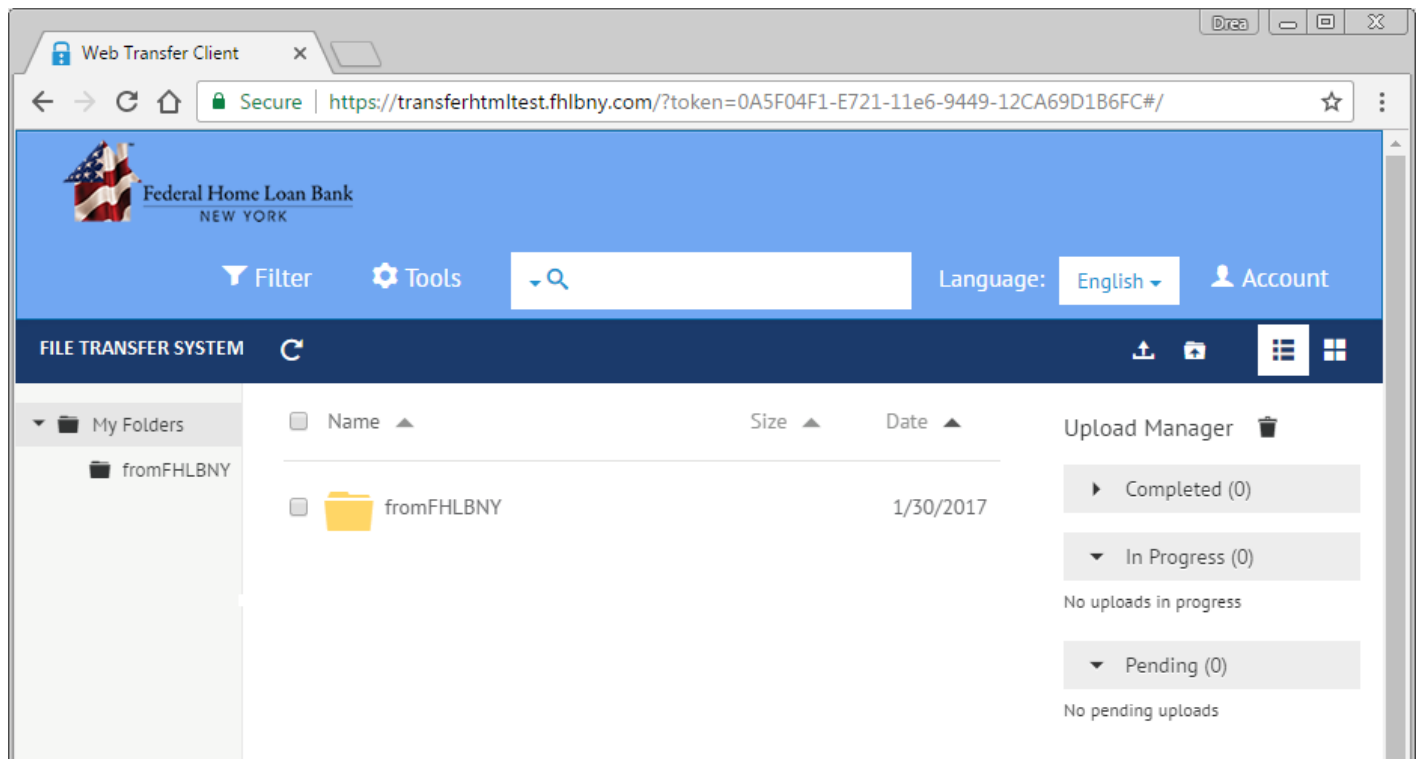 Drea
Web Transfer Client
Secure https://transferhtmltest.fhlbny.com/?token=0A5F04F1-E721-11e6-9449-12CA69D1B6FC#/
Federal Home Loan Bank
NEW YORK
Filter Tools Language: English Account
FILE TRANSFER SYSTEM
My Folders
fromFHLBNY
Name Size Date
fromFHLBNY 1/30/2017
Upload Manager
Completed (0)
In Progress (0)
No uploads in progress
Pending (0)
No pending uploads